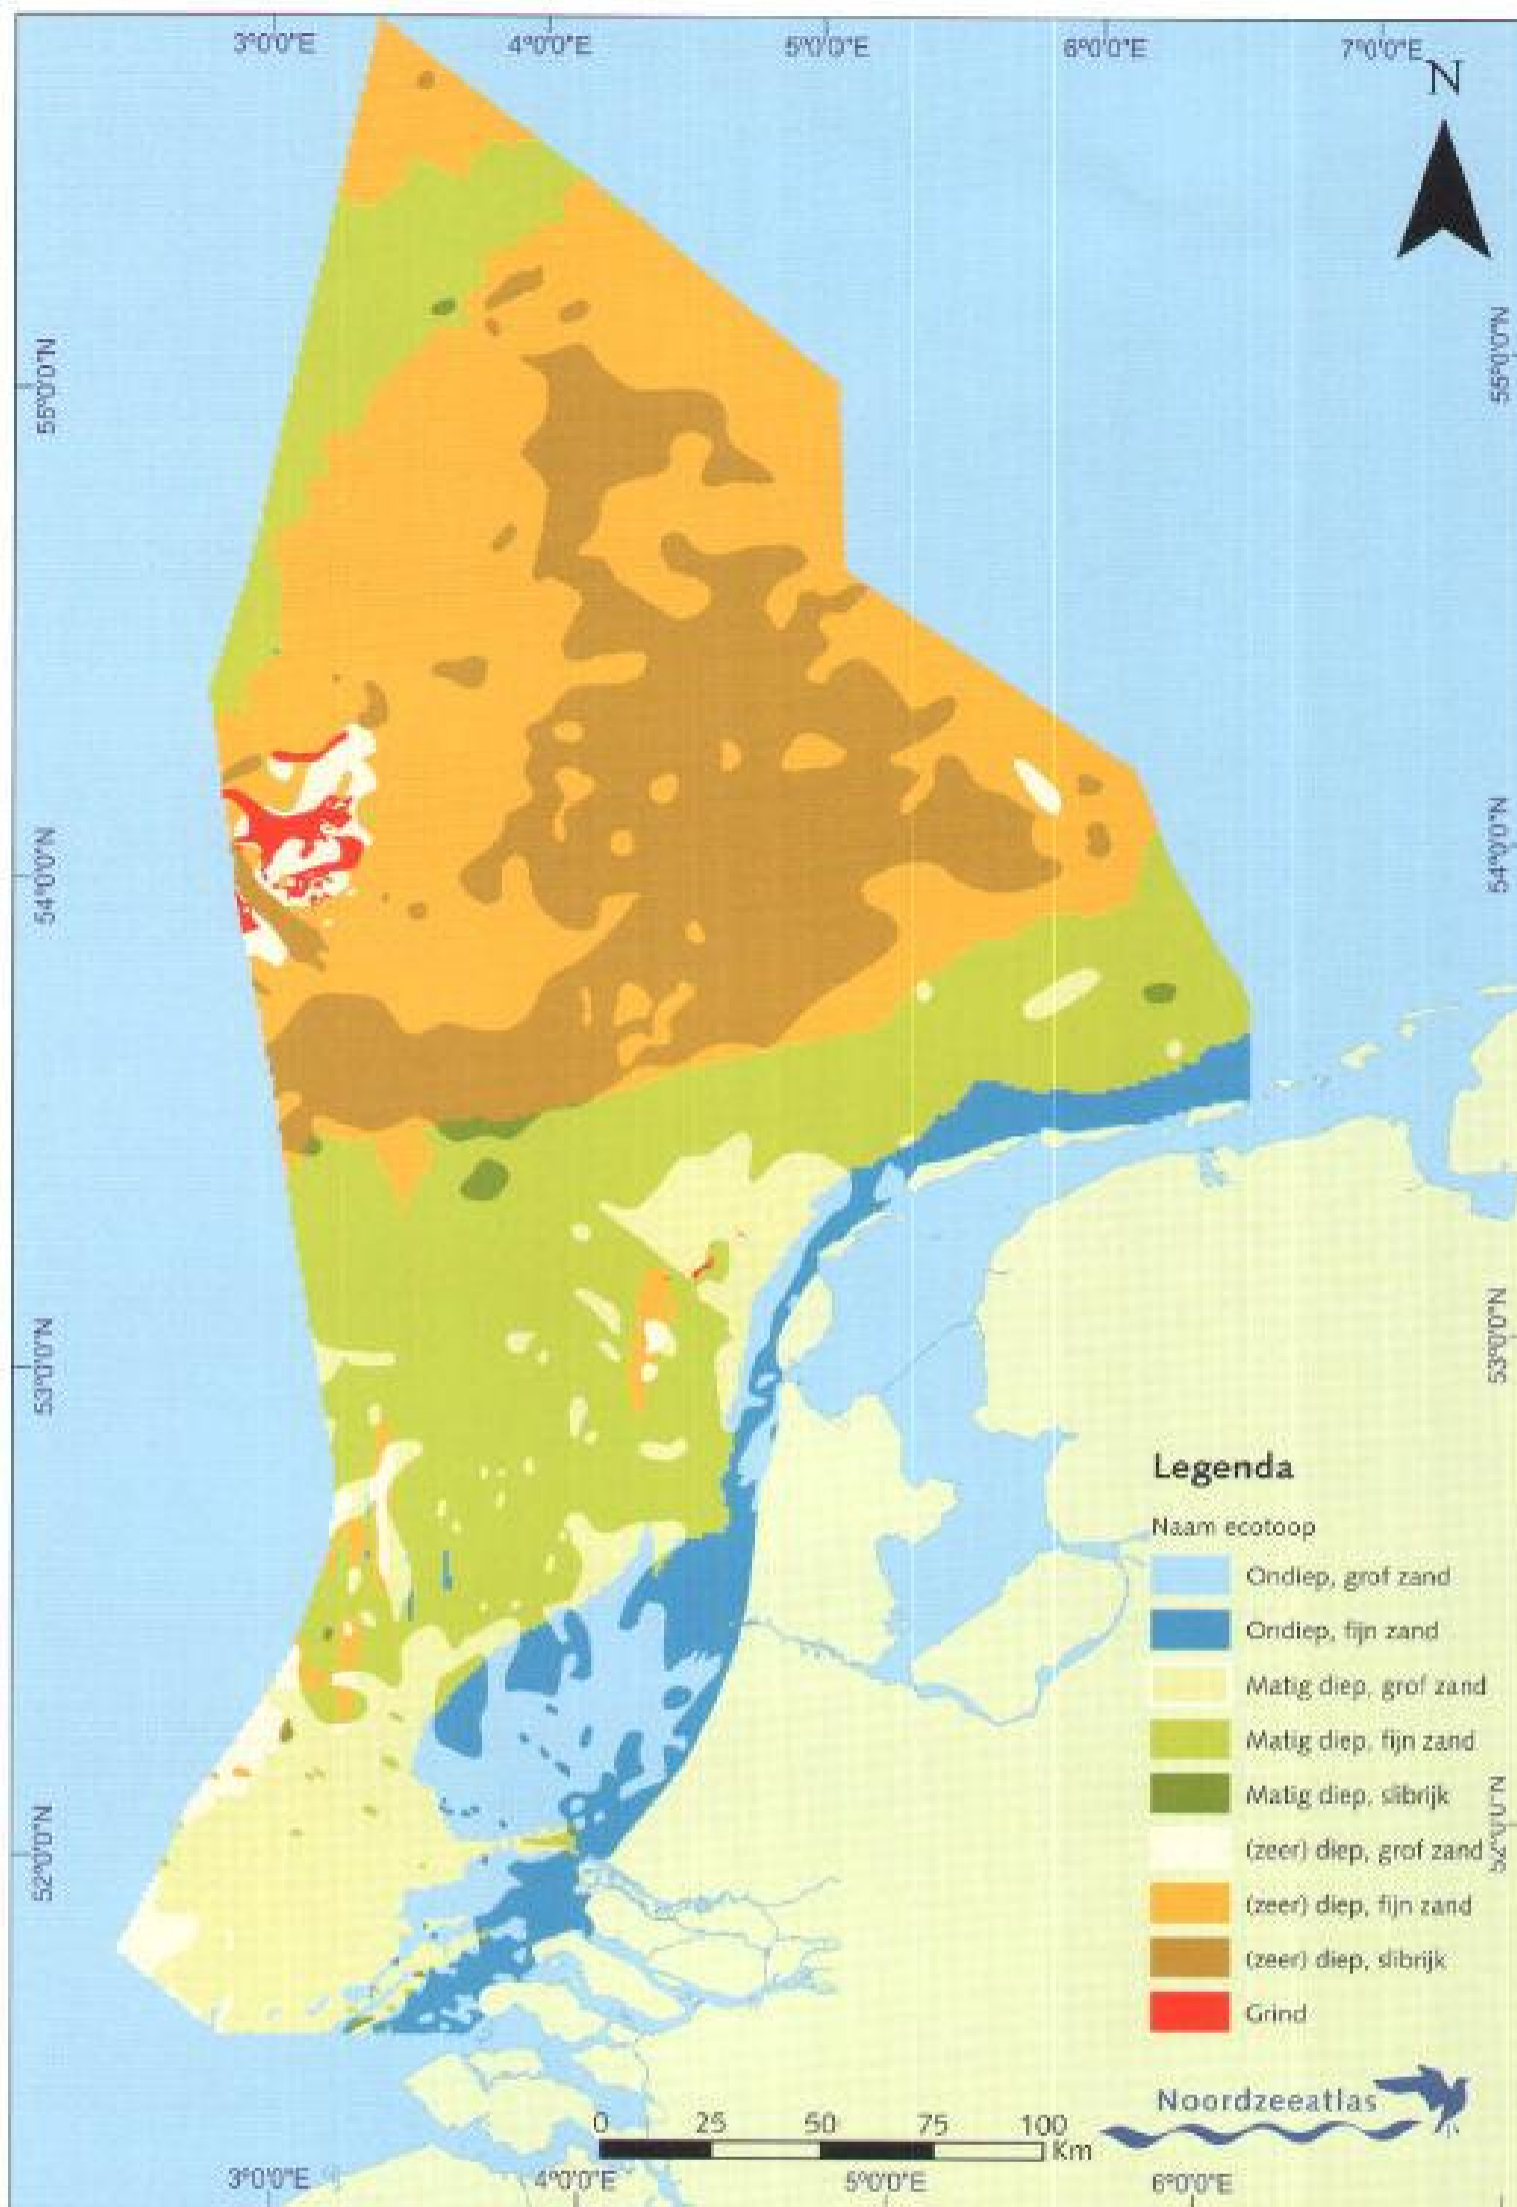 3°0'0"E 4°0'0"E 5°0'0"E 6°0'0"E 7°0'0"E
N
55°0'0"N 55°0'0"N
54°0'0"N 54°0'0"N
53°0'0"N 53°0'0"N
Legenda
Naam ecotoop
Ondiep, grof zand
Ondiep, fijn zand
Matig diep, grof zand
Matig diep, fijn zand
Matig diep, slibrijk
(zeer) diep, grof zand
52°0'0"N 52°0'0"N
(zeer) diep, fijn zand
(zeer) diep, slibrijk
Grind
Noordzeeatlas
0 25 50 75 100
Km
3°0'0"E 4°0'0"E 5°0'0"E 6°0'0"E